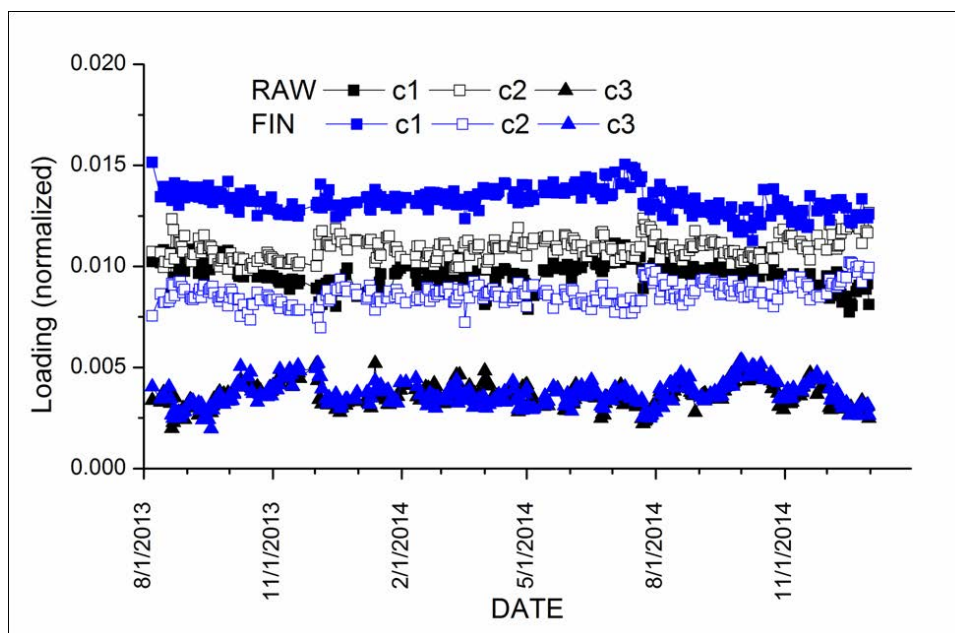 0.020
RAW c1 c2 c3
FIN c1 c2 c3
0.015
0.010
0.005
0.000
Loading (normalized)
8/1/2013
11/1/2013
2/1/2014
5/1/2014
8/1/2014
11/1/2014
DATE